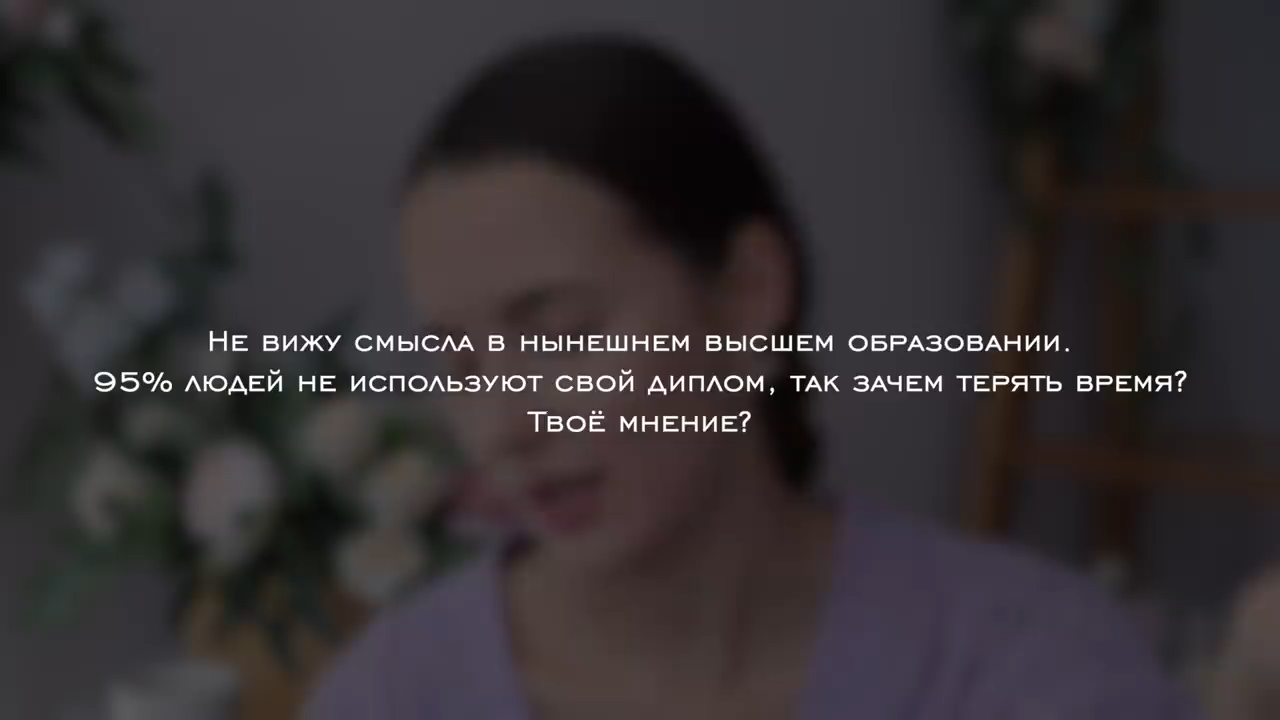 Не вижу смысла в нынешнем высшем образовании.
95% людей не используют свой диплом, так зачем терять время?
Твоё мнение?